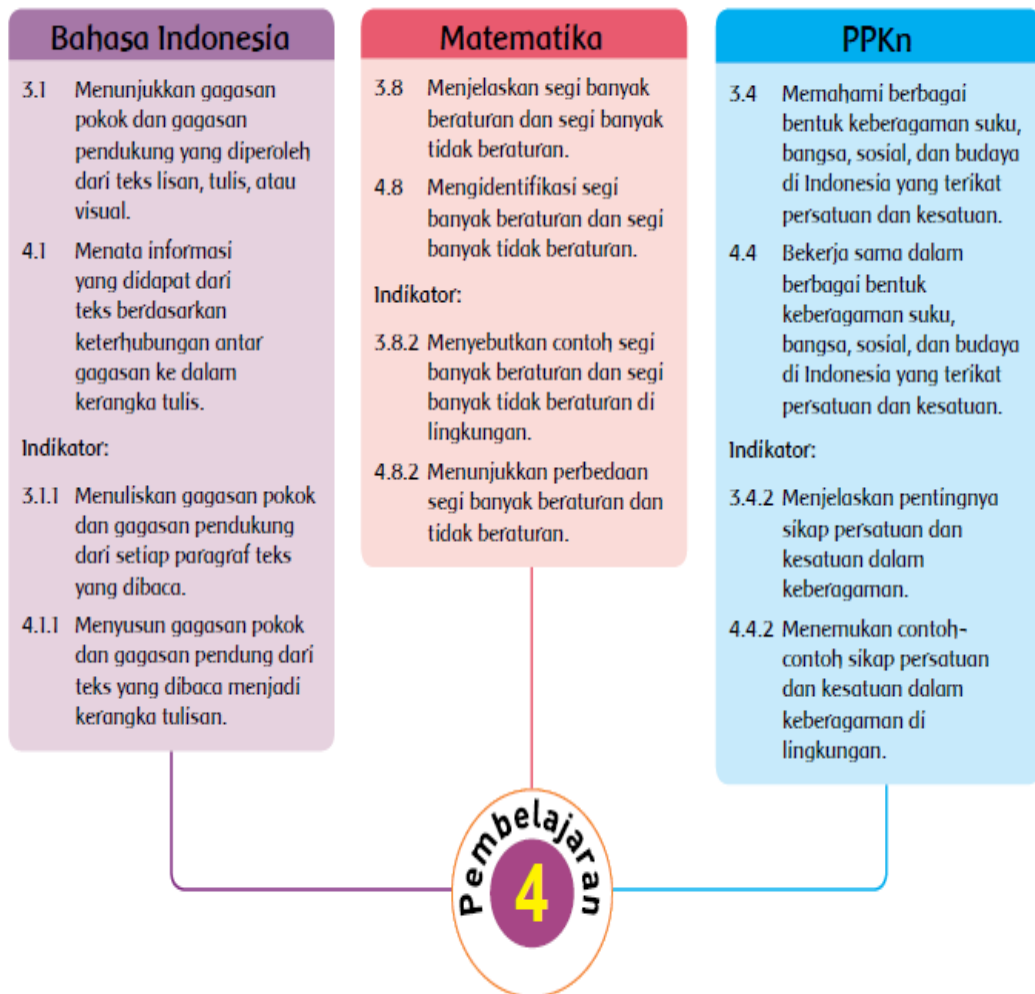 Bahasa Indonesia
3.1 Menunjukkan gagasan
pokok dan gagasan
pendukung yang diperoleh
dari teks lisan, tulis, atau
visual.
4.1 Menata informasi
yang didapat dari
teks berdasarkan
keterhubungan antar
gagasan ke dalam
kerangka tulis.
Indikator:
3.1.1 Menuliskan gagasan pokok
dan gagasan pendukung
dari setiap paragraf teks
yang dibaca.
4.1.1 Menyusun gagasan pokok
dan gagasan pendung dari
teks yang dibaca menjadi
kerangka tulisan.
Matematika
3.8 Menjelaskan segi banyak
beraturan dan segi banyak
tidak beraturan.
4.8 Mengidentifikasi segi
banyak beraturan dan segi
banyak tidak beraturan.
Indikator:
3.8.2 Menyebutkan contoh segi
banyak beraturan dan segi
banyak tidak beraturan di
lingkungan.
4.8.2 Menunjukkan perbedaan
segi banyak beraturan dan
tidak beraturan.
PPKn
3.4 Memahami berbagai
bentuk keberagaman suku,
bangsa, sosial, dan budaya
di Indonesia yang terikat
persatuan dan kesatuan.
4.4 Bekerja sama dalam
berbagai bentuk
keberagaman suku,
bangsa, sosial, dan budaya
di Indonesia yang terikat
persatuan dan kesatuan.
Indikator:
3.4.2 Menjelaskan pentingnya
sikap persatuan dan
kesatuan dalam
keberagaman.
4.4.2 Menemukan contoh-
contoh sikap persatuan
dan kesatuan dalam
keberagaman di
lingkungan.
Pembelajaran
4